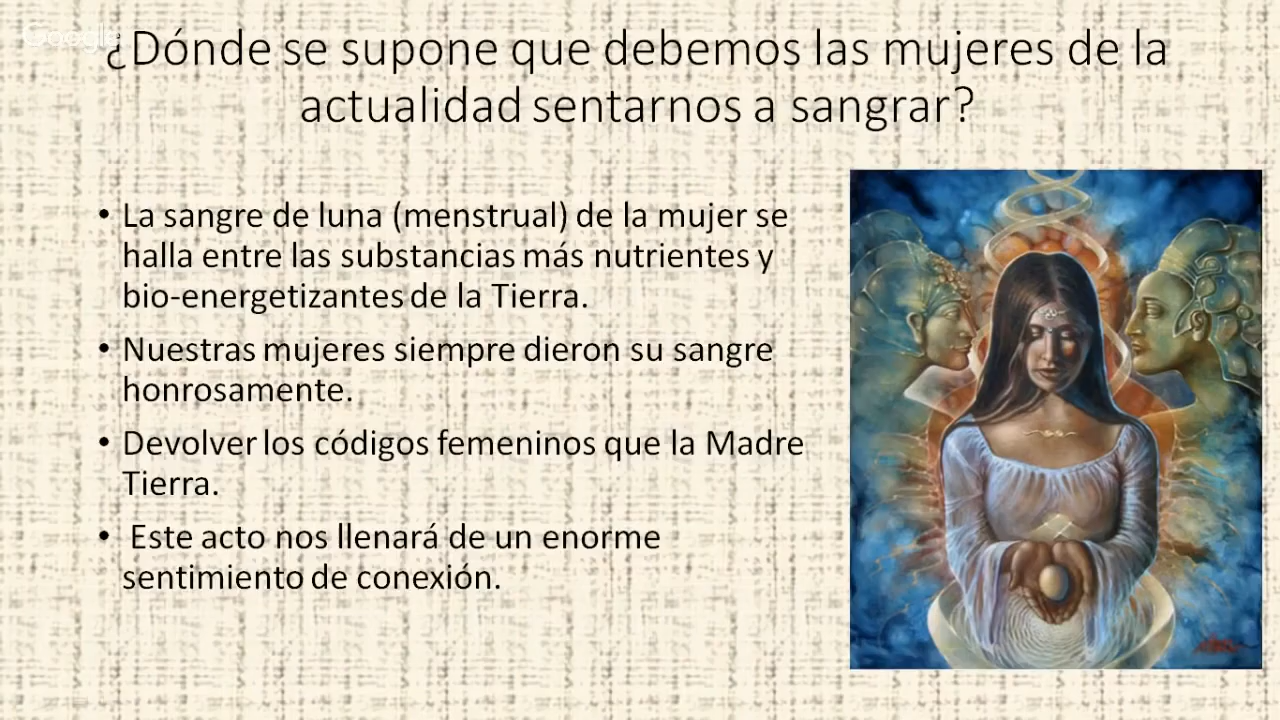 Google
¿Dónde se supone que debemos las mujeres de la
actualidad sentarnos a sangrar?
• La sangre de luna (menstrual) de la mujer se
halla entre las substancias más nutrientes y
bio-energetizantes de la Tierra.
• Nuestras mujeres siempre dieron su sangre
honrosamente.
• Devolver los códigos femeninos que la Madre
Tierra.
• Este acto nos llenará de un enorme
sentimiento de conexión.